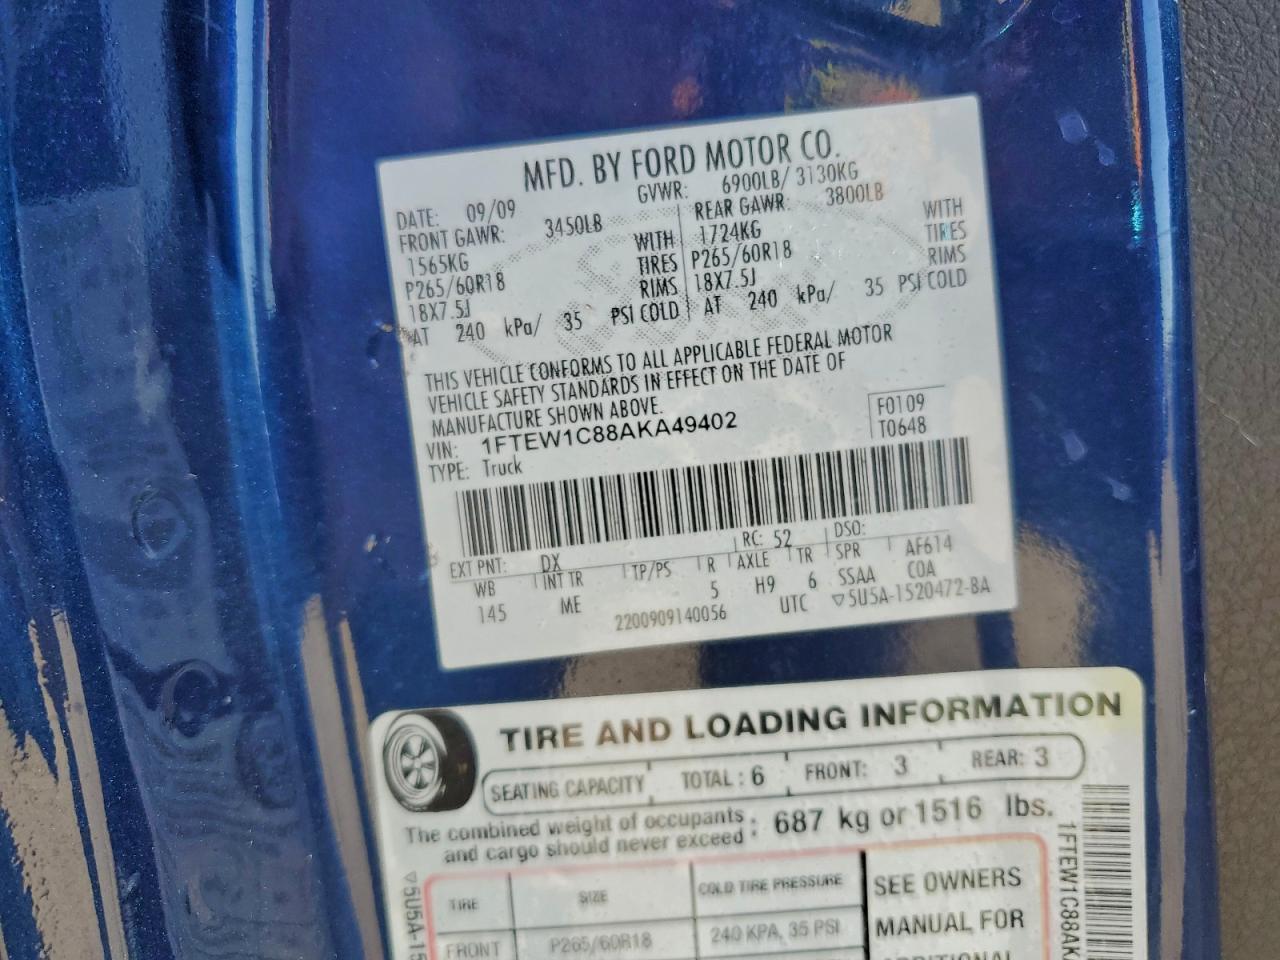 MFD. BY FORD MOTOR CO.
DATE: 09/09 GVWR: 6900LB/ 3130KG
FRONT GAWR: 3450LB REAR GAWR: 3800LB
1565KG WITH 1724KG WITH
P265/60R18 TIRES P265/60R18 TIRES
18X7.5J RIMS 18X7.5J RIMS
AT 240 kPa/ 35 PSI COLD AT 240 kPa/ 35 PSI COLD
THIS VEHICLE CONFORMS TO ALL APPLICABLE FEDERAL MOTOR
VEHICLE SAFETY STANDARDS IN EFFECT ON THE DATE OF
MANUFACTURE SHOWN ABOVE.
VIN: 1FTEW1C88AKA49402 F0109
TYPE: Truck T0648
EXT PNT: DX RC: 52 DSO:
WB INT TR TP/PS R AXLE TR SPR AF614
145 ME 5 H9 6 SSAA COA
2200909140056 UTC ▽5U5A-1520472-BA
TIRE AND LOADING INFORMATION
SEATING CAPACITY TOTAL: 6 FRONT: 3 REAR: 3
The combined weight of occupants
and cargo should never exceed : 687 kg or 1516 lbs.
TIRE SIZE COLD TIRE PRESSURE SEE OWNERS
FRONT P265/60R18 240 KPA, 35 PSI MANUAL FOR
ADDITIONAL
▽5U5A-15
1FTEW1C88AK